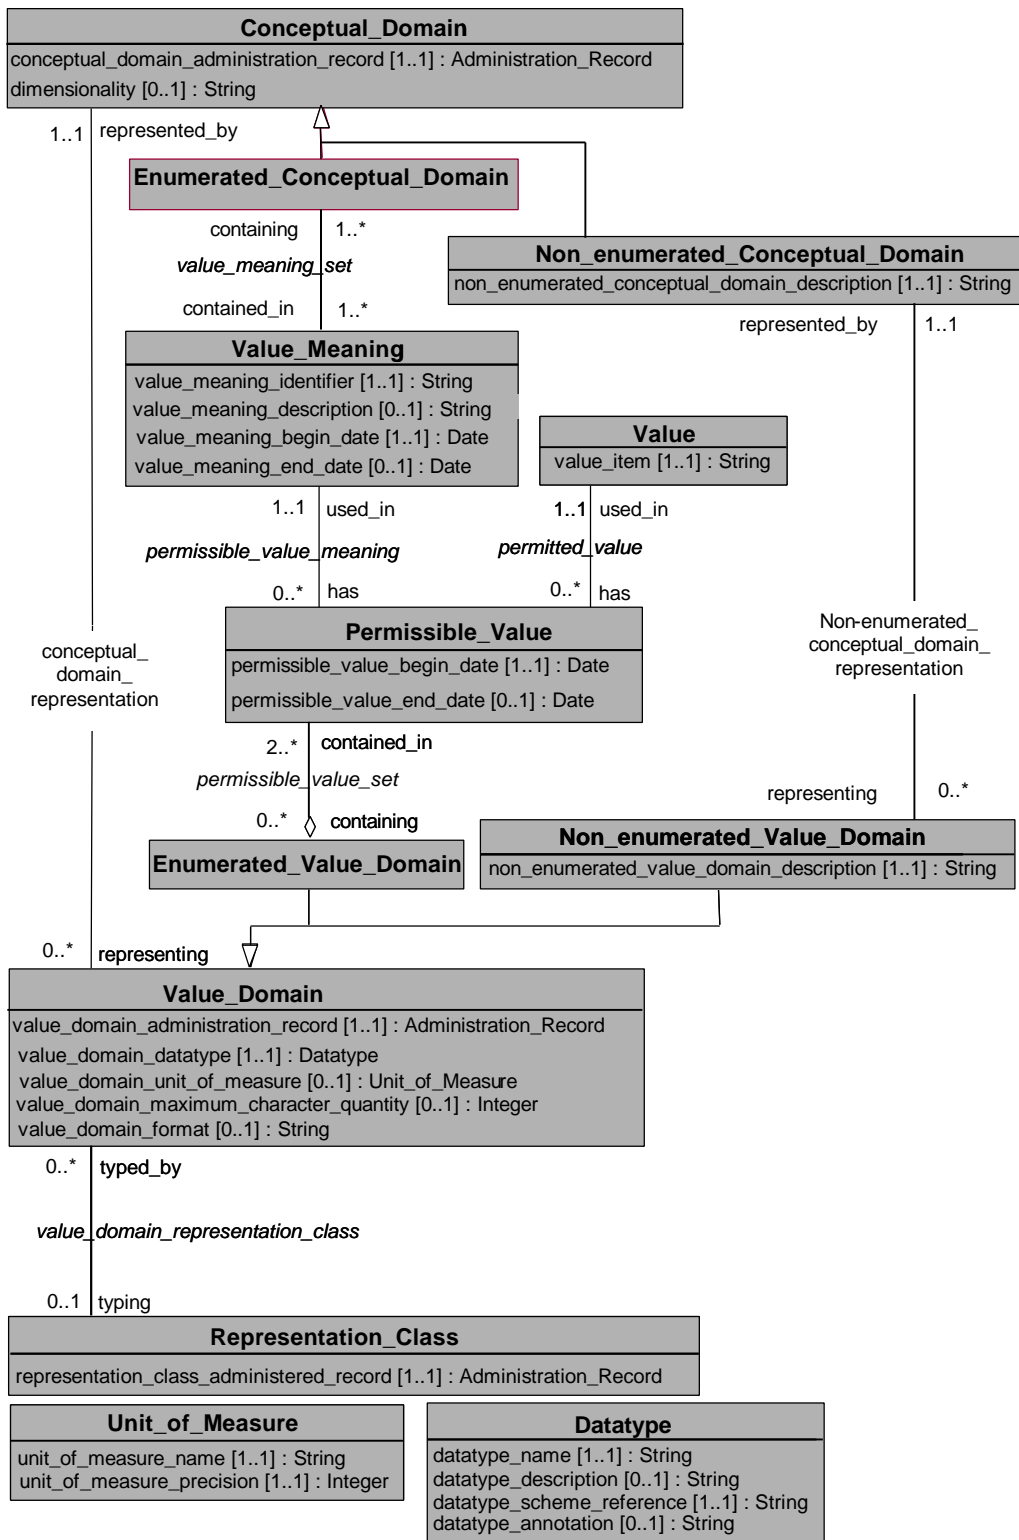 Conceptual_Domain
conceptual_domain_administration_record [1..1] : Administration_Record
dimensionality [0..1] : String
1..1 represented_by
Enumerated_Conceptual_Domain
containing 1..*
value_meaning_set
contained_in 1..*
Non_enumerated_Conceptual_Domain
non_enumerated_conceptual_domain_description [1..1] : String
represented_by 1..1
Value_Meaning
value_meaning_identifier [1..1] : String
value_meaning_description [0..1] : String
value_meaning_begin_date [1..1] : Date
value_meaning_end_date [0..1] : Date
Value
value_item [1..1] : String
1..1 used_in
permissible_value_meaning
0..* has
1..1 used_in
permitted_value
0..* has
Permissible_Value
permissible_value_begin_date [1..1] : Date
permissible_value_end_date [0..1] : Date
conceptual_
domain_
representation
Non-enumerated_
conceptual_domain_
representation
2..* contained_in
permissible_value_set
0..* containing
representing 0..*
Enumerated_Value_Domain
Non_enumerated_Value_Domain
non_enumerated_value_domain_description [1..1] : String
0..* representing
Value_Domain
value_domain_administration_record [1..1] : Administration_Record
value_domain_datatype [1..1] : Datatype
value_domain_unit_of_measure [0..1] : Unit_of_Measure
value_domain_maximum_character_quantity [0..1] : Integer
value_domain_format [0..1] : String
0..* typed_by
value_domain_representation_class
0..1 typing
Representation_Class
representation_class_administered_record [1..1] : Administration_Record
Unit_of_Measure
unit_of_measure_name [1..1] : String
unit_of_measure_precision [1..1] : Integer
Datatype
datatype_name [1..1] : String
datatype_description [0..1] : String
datatype_scheme_reference [1..1] : String
datatype_annotation [0..1] : String